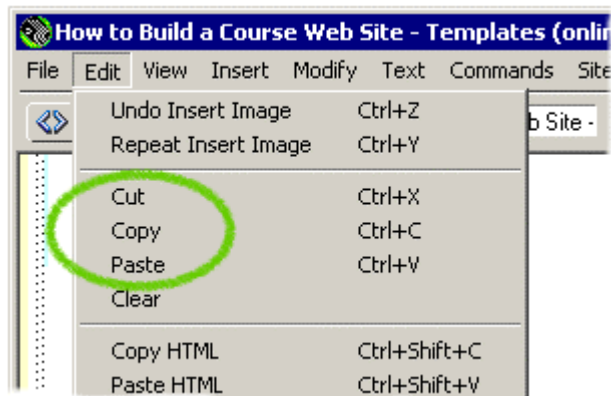 How to Build a Course Web Site - Templates (onlin
File Edit View Insert Modify Text Commands Site
b Site -
Undo Insert Image Ctrl+Z
Repeat Insert Image Ctrl+Y
Cut Ctrl+X
Copy Ctrl+C
Paste Ctrl+V
Clear
Copy HTML Ctrl+Shift+C
Paste HTML Ctrl+Shift+V